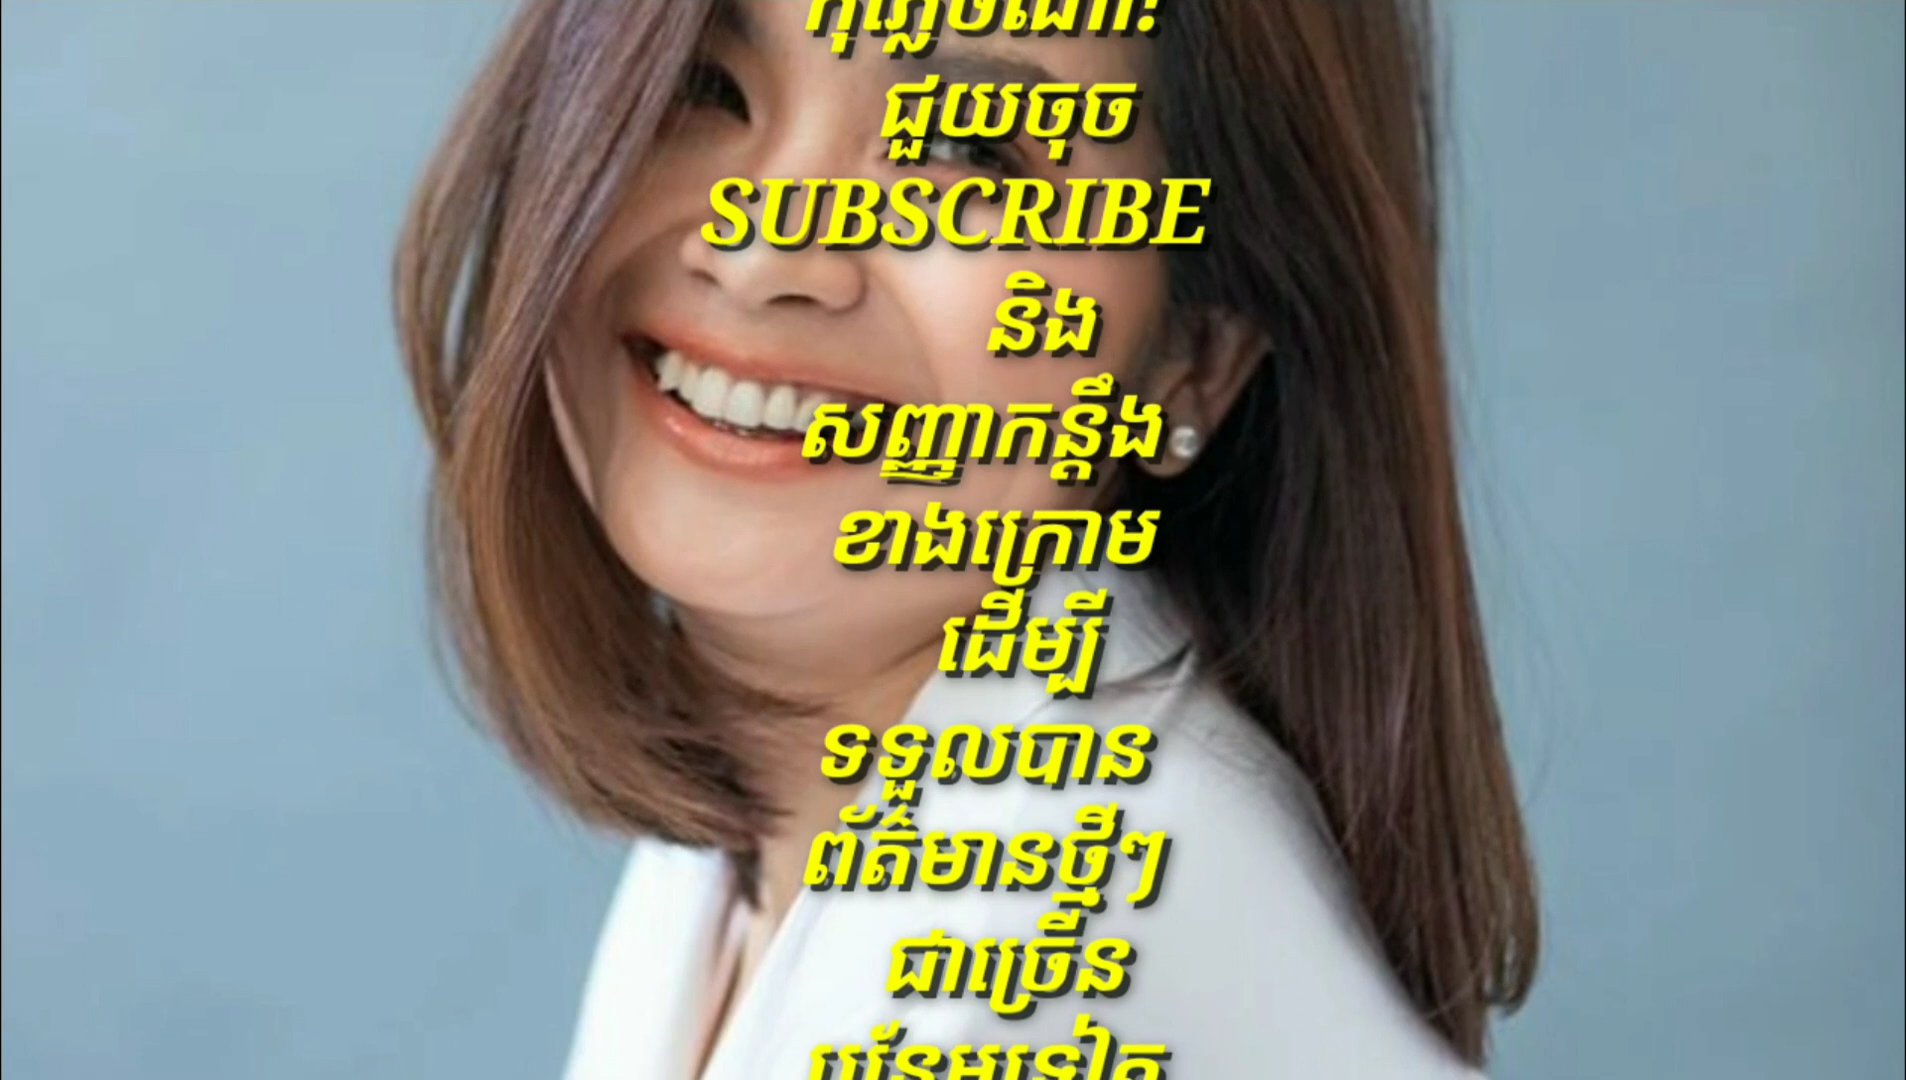 ជួយចុច
SUBSCRIBE
និង
សញ្ញាកន្តឹង
ខាងក្រោម
ដើម្បី
ទទួលបាន
ព័ត៌មានថ្មីៗ
ជាច្រើន